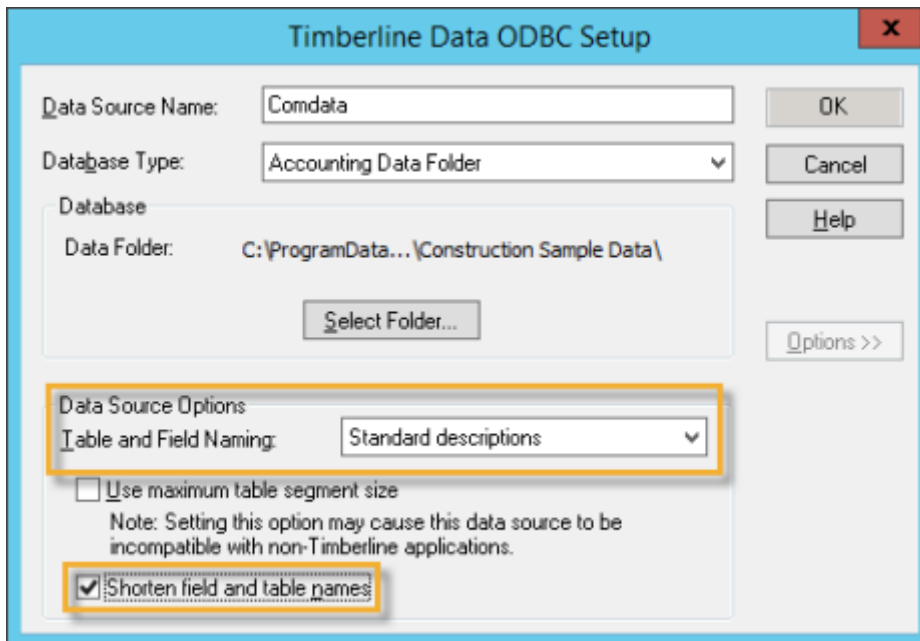 Timberline Data ODBC Setup
x
Data Source Name: Comdata OK
Database Type: Accounting Data Folder Cancel
Database
Help
Data Folder: C:\ProgramData...\Construction Sample Data\
Select Folder...
Options >>
Data Source Options
Table and Field Naming: Standard descriptions
Use maximum table segment size
Note: Setting this option may cause this data source to be
incompatible with non-Timberline applications.
Shorten field and table names